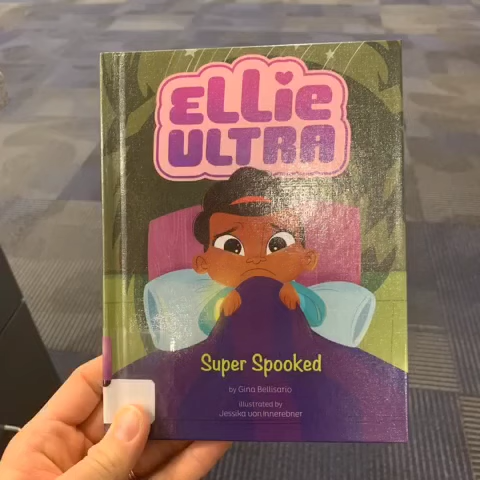 ELLIE
ULTRA
Super Spooked
by Gina Bellisario
illustrated by
Jessika von Innerebner